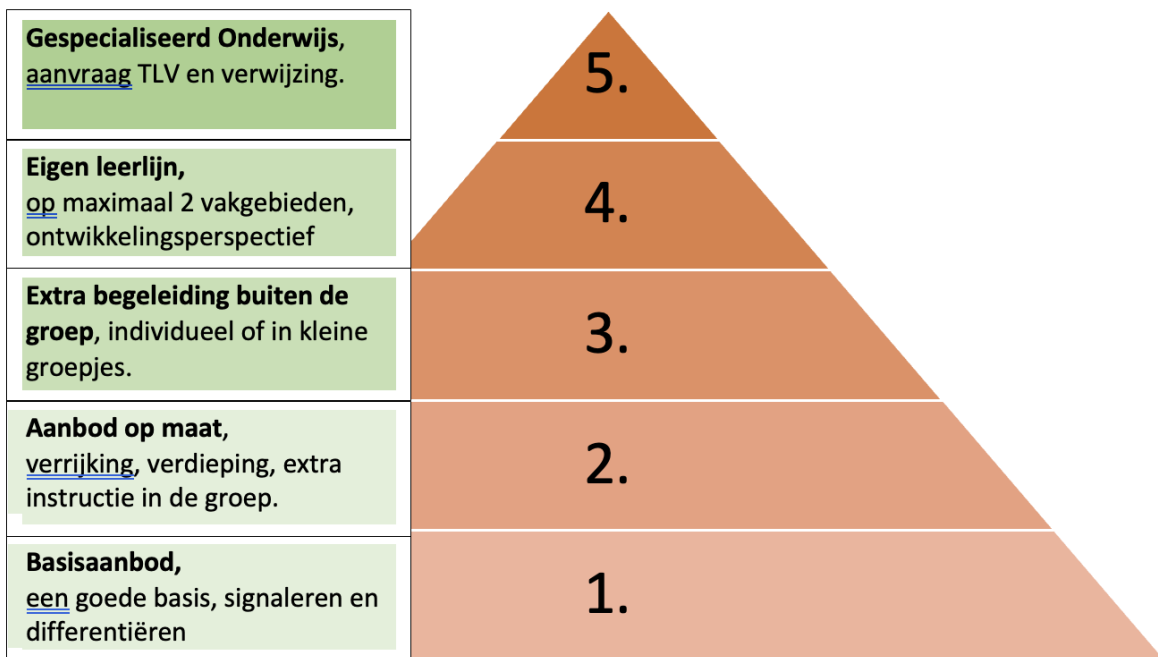 Gespecialiseerd Onderwijs,
aanvraag TLV en verwijzing.
5.
Eigen leerlijn,
op maximaal 2 vakgebieden,
ontwikkelingsperspectief
4.
Extra begeleiding buiten de
groep, individueel of in kleine
groepjes.
3.
Aanbod op maat,
verrijking, verdieping, extra
instructie in de groep.
2.
Basisaanbod,
een goede basis, signaleren en
differentiëren
1.